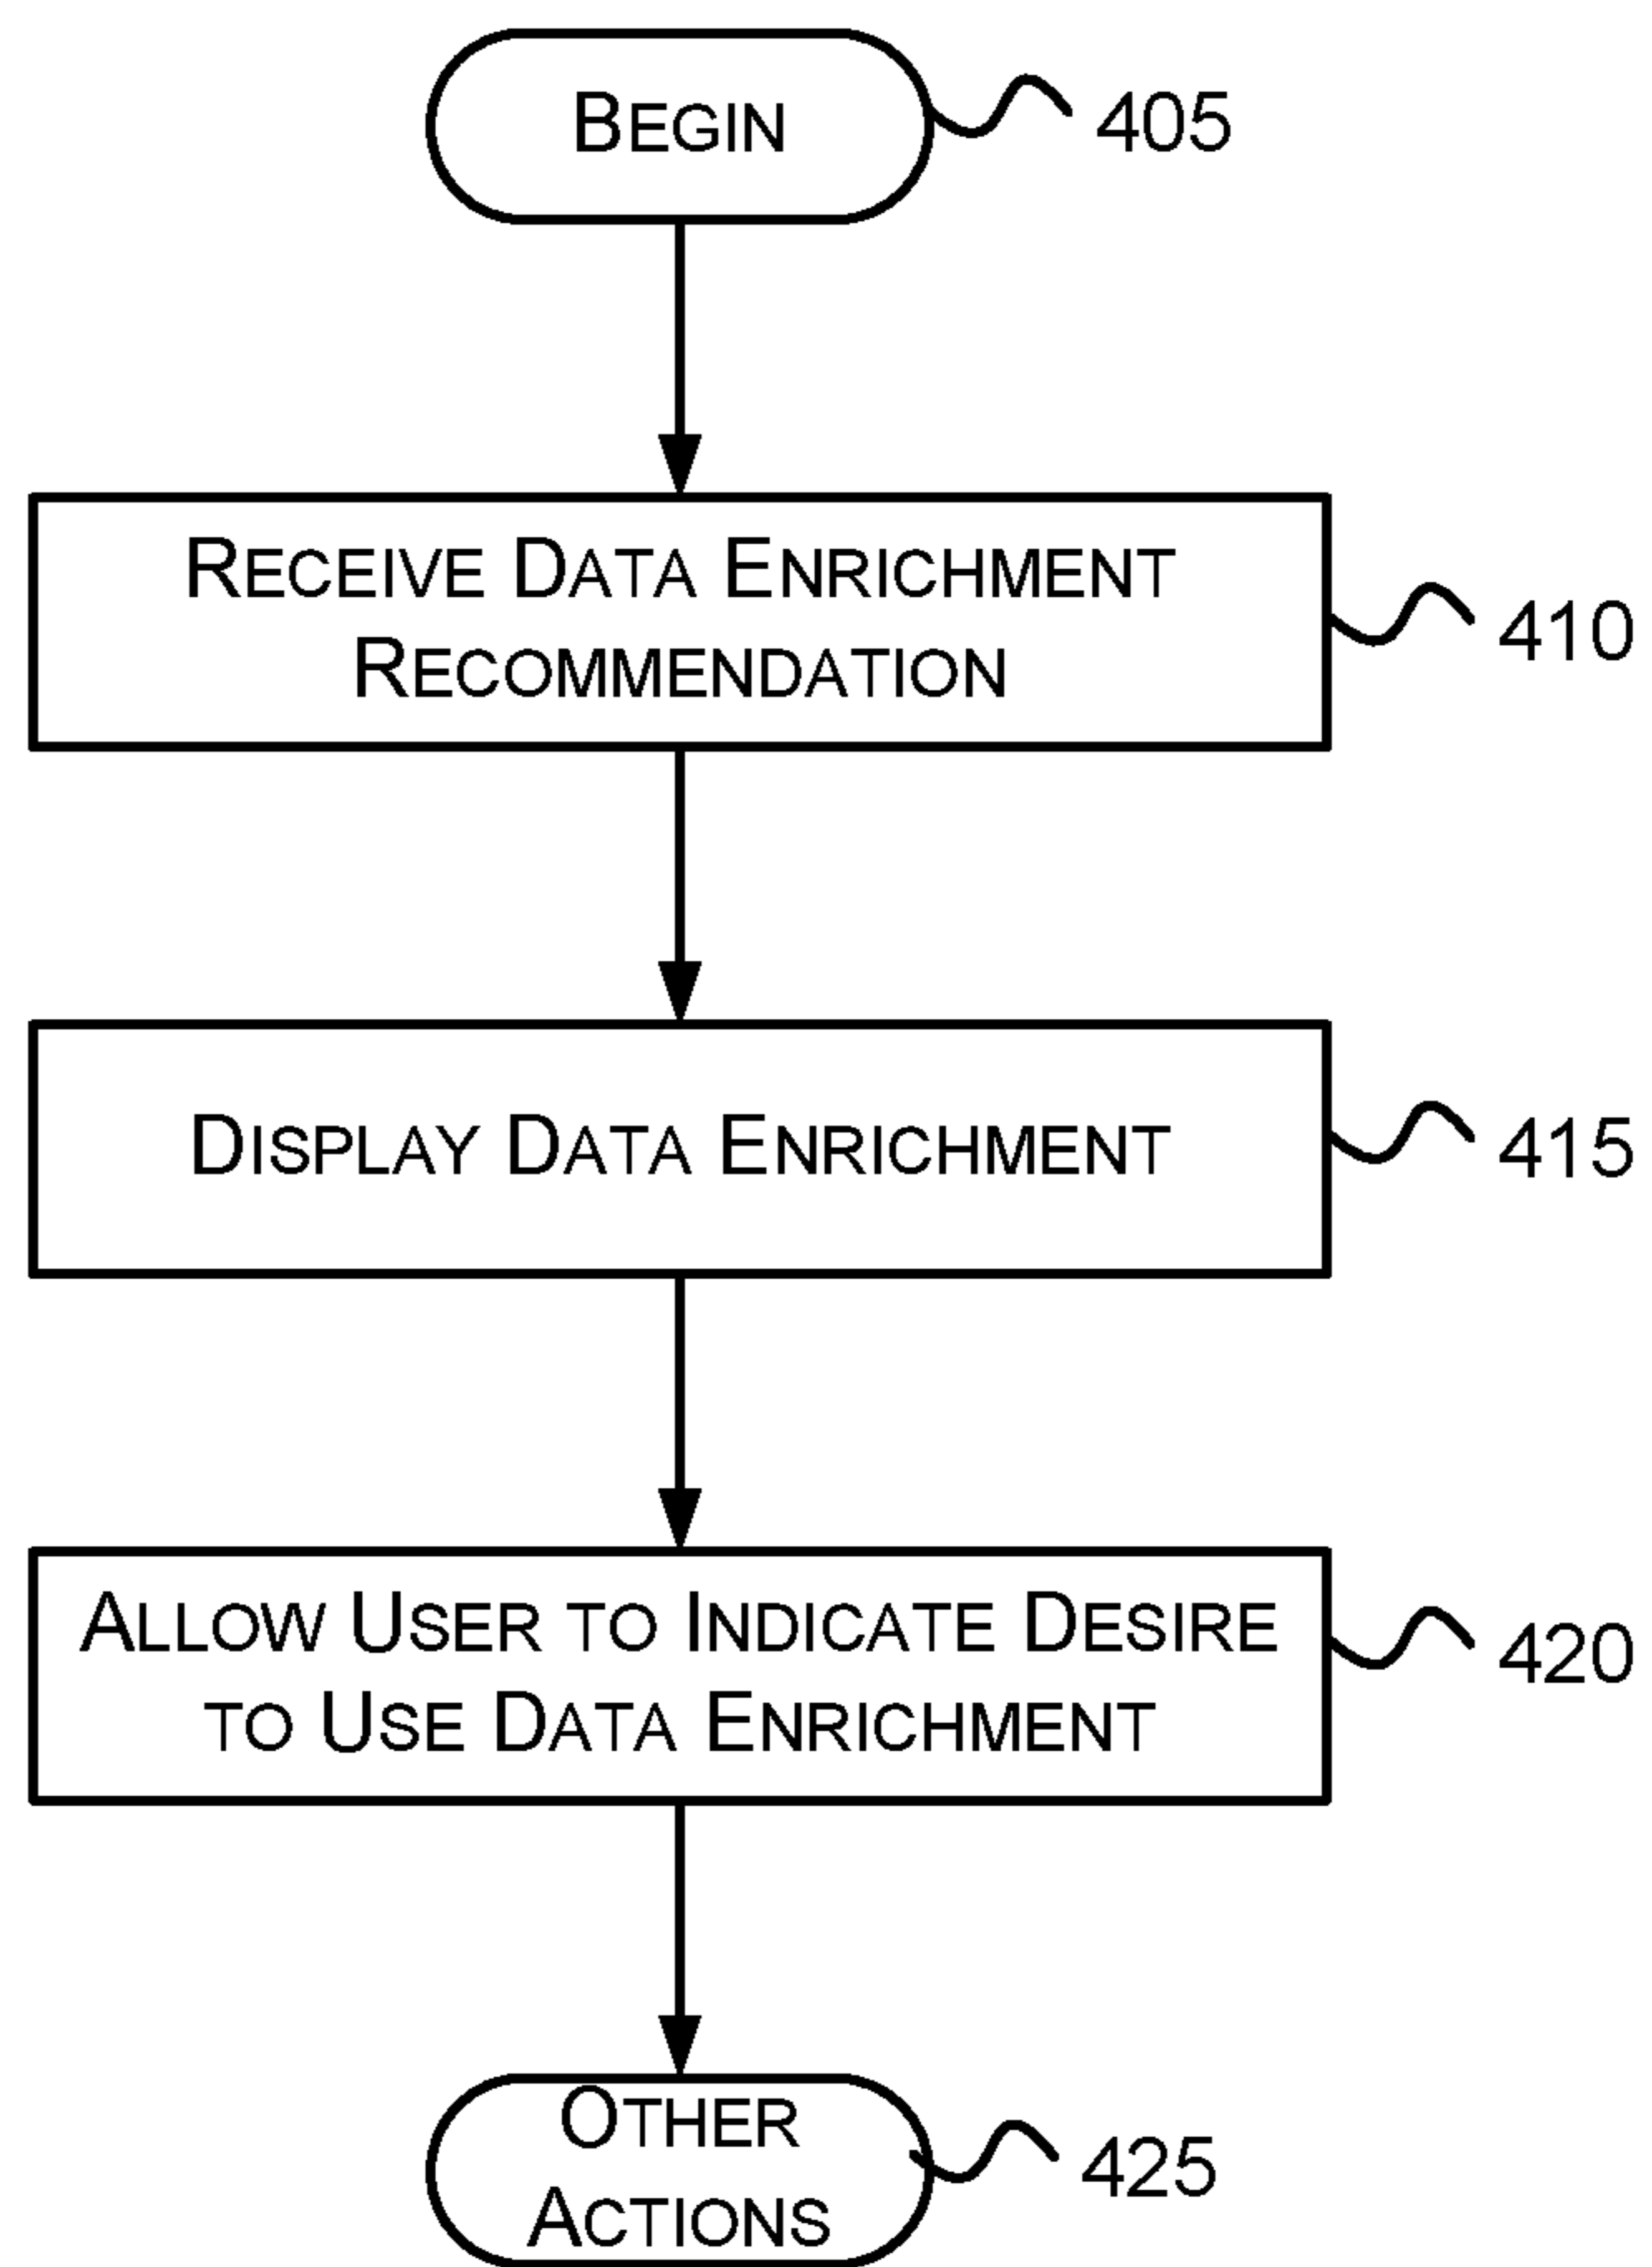 BEGIN
405
RECEIVE DATA ENRICHMENT
RECOMMENDATION
410
DISPLAY DATA ENRICHMENT
415
ALLOW USER TO INDICATE DESIRE
TO USE DATA ENRICHMENT
420
OTHER
ACTIONS
425